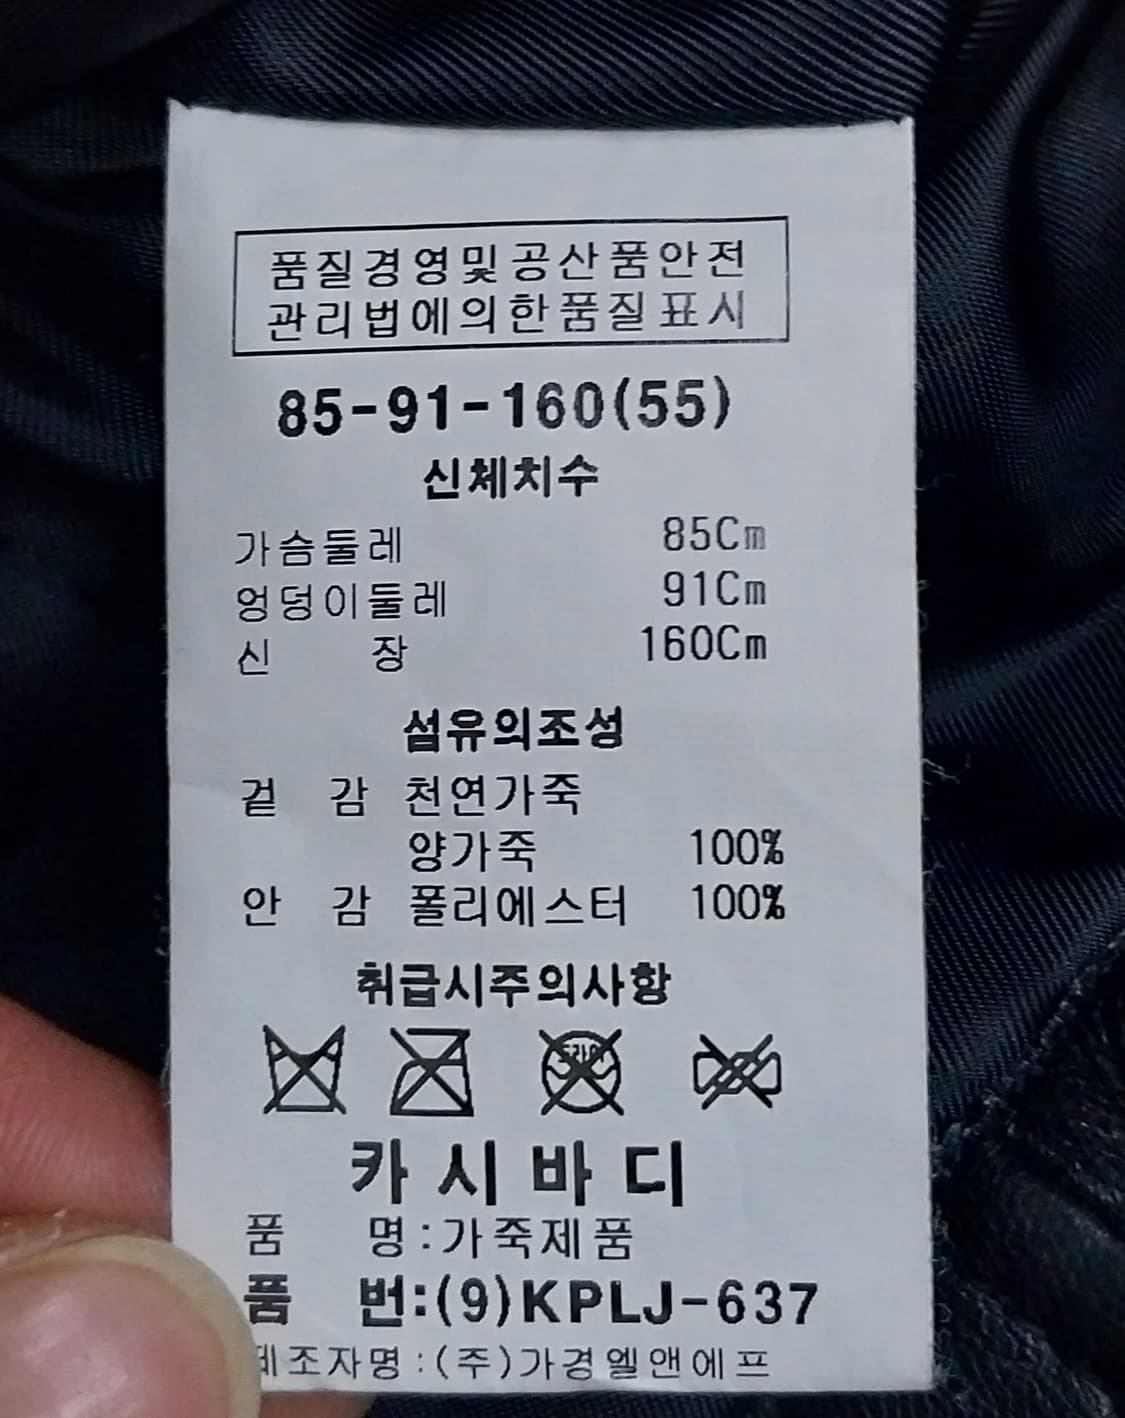 품질경영및공산품안전
관리법에의한품질표시
85-91-160(55)
신체치수
가슴둘레 85Cm
엉덩이둘레 91Cm
신 장 160Cm
섬유의조성
겉 감 천연가죽
양가죽 100%
안 감 폴리에스터 100%
취급시주의사항
드라이
카시바디
품 명:가죽제품
품 번:(9)KPLJ-637
제조자명:(주)가경엘앤에프